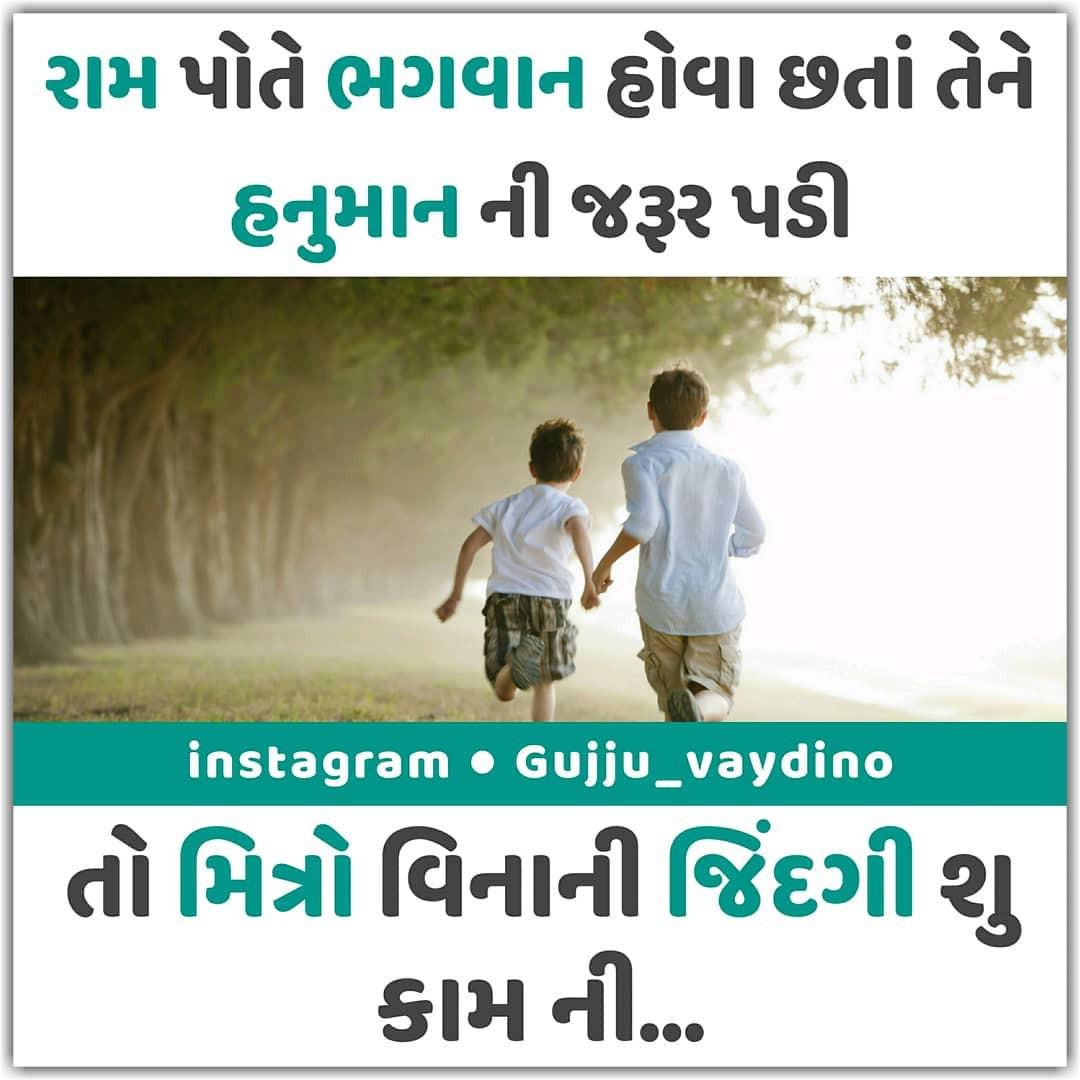 રામ પોતે ભગવાન હોવા છતાં તેને
હનુમાન ની જરૂર પડી
instagram • Gujju_vaydino
તો મિત્રો વિનાની જિંદગી શુ
કામ ની...